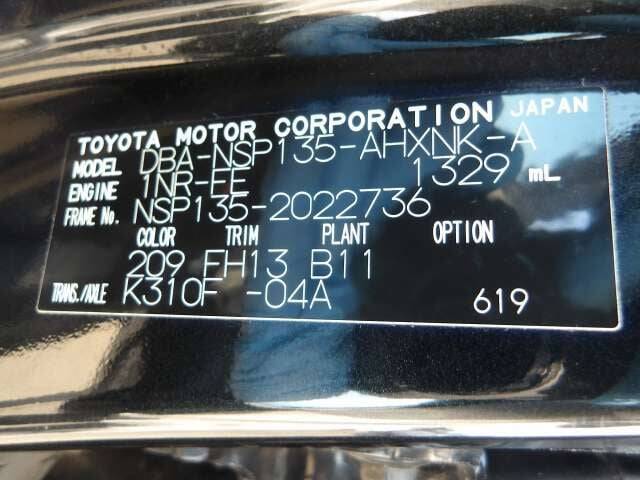 TOYOTA MOTOR CORPORATION JAPAN
MODEL DBA-NSP135-AHXNK-A
ENGINE 1NR-FE 1329 mL
FRAME No. NSP135-2022736
COLOR TRIM PLANT OPTION
209 FH13 B11
TRANS./AXLE K310F -04A 619